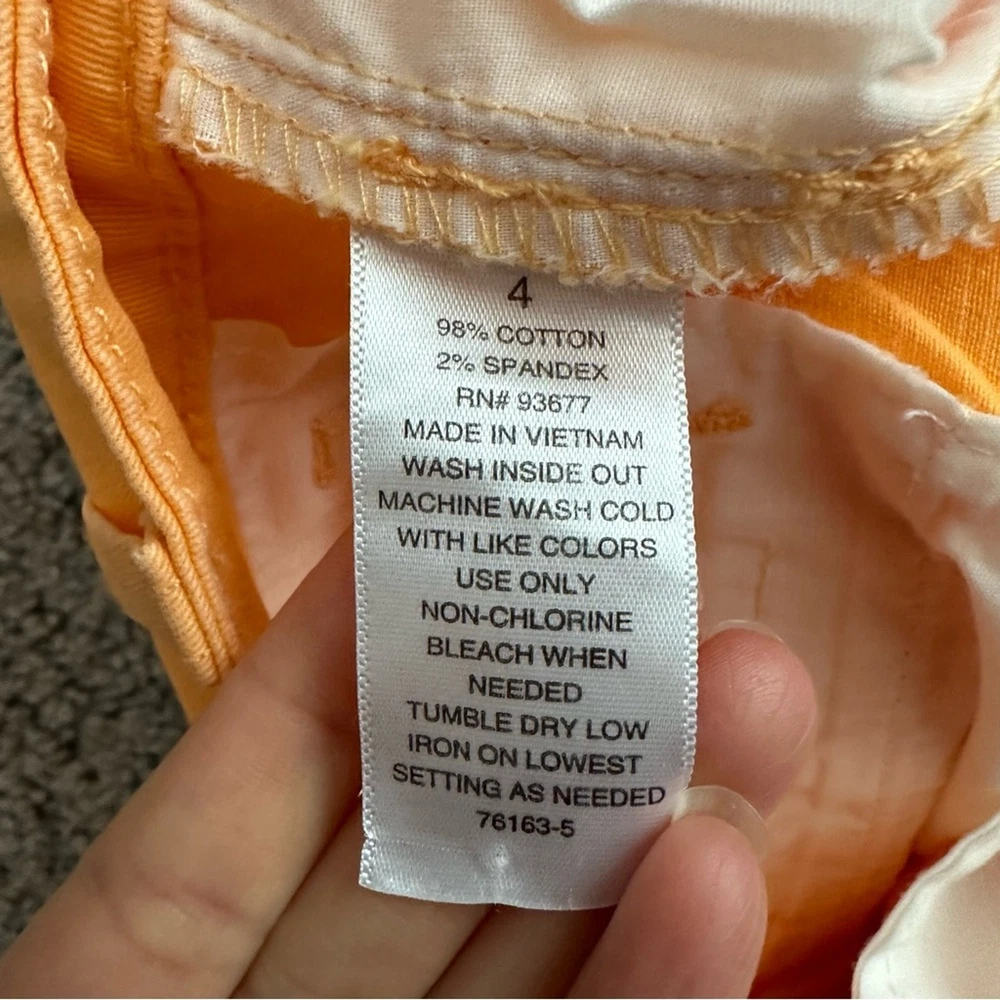 4
98% COTTON
2% SPANDEX
RN# 93677
MADE IN VIETNAM
WASH INSIDE OUT
MACHINE WASH COLD
WITH LIKE COLORS
USE ONLY
NON-CHLORINE
BLEACH WHEN
NEEDED
TUMBLE DRY LOW
IRON ON LOWEST
SETTING AS NEEDED
76163-5